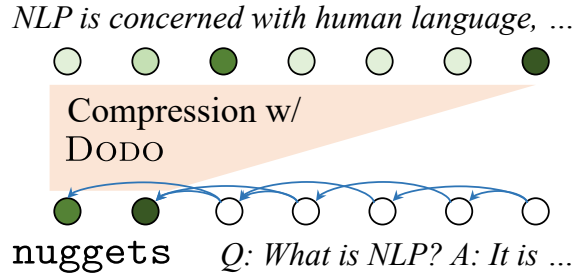 NLP is concerned with human language, …
Compression w/
DODO
nuggets
Q: What is NLP? A: It is …